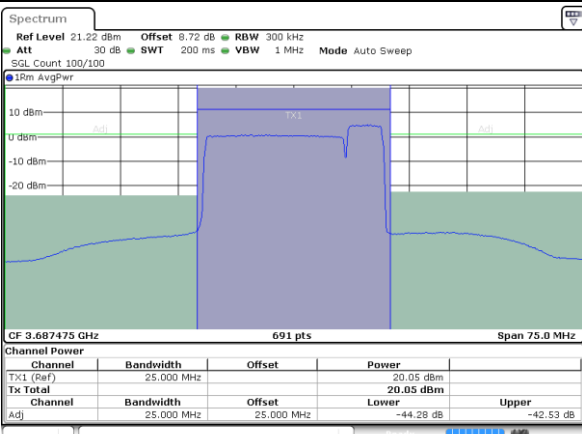 Spectrum
Ref Level 21.22 dBm Offset 8.72 dB RBW 300 kHz
Att 30 dB SWT 200 ms VBW 1 MHz Mode Auto Sweep
SGL Count 100/100
1Rm AvgPwr
TX1
10 dBm
Adj Adj
0 dBm
-10 dBm
-20 dBm
CF 3.687475 GHz 691 pts Span 75.0 MHz
Channel Power
Channel Bandwidth Offset Power
TX1 (Ref) 25.000 MHz 20.05 dBm
Tx Total 20.05 dBm
Channel Bandwidth Offset Lower Upper
Adj 25.000 MHz 25.000 MHz -44.28 dB -42.53 dB